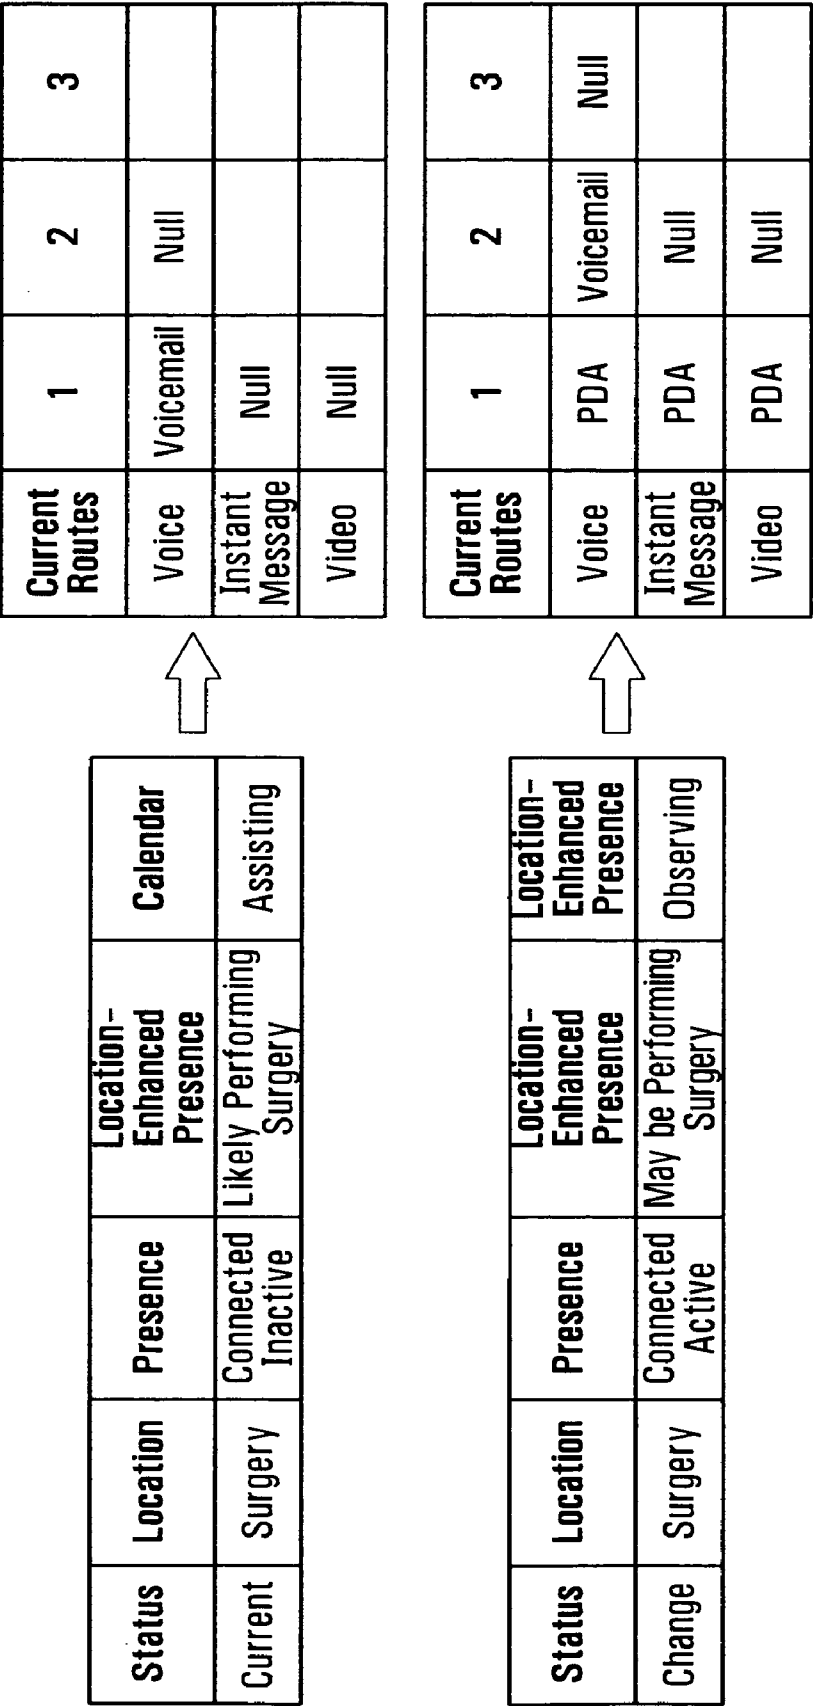 Status Location Presence Location-
Enhanced
Presence Calendar
Current Surgery Connected
Inactive Likely Performing
Surgery Assisting
Current
Routes 1 2 3
Voice Voicemail Null
Instant
Message Null
Video Null
Status Location Presence Location-
Enhanced
Presence Location-
Enhanced
Presence
Change Surgery Connected
Active May be Performing
Surgery Observing
Current
Routes 1 2 3
Voice PDA Voicemail Null
Instant
Message PDA Null
Video PDA Null